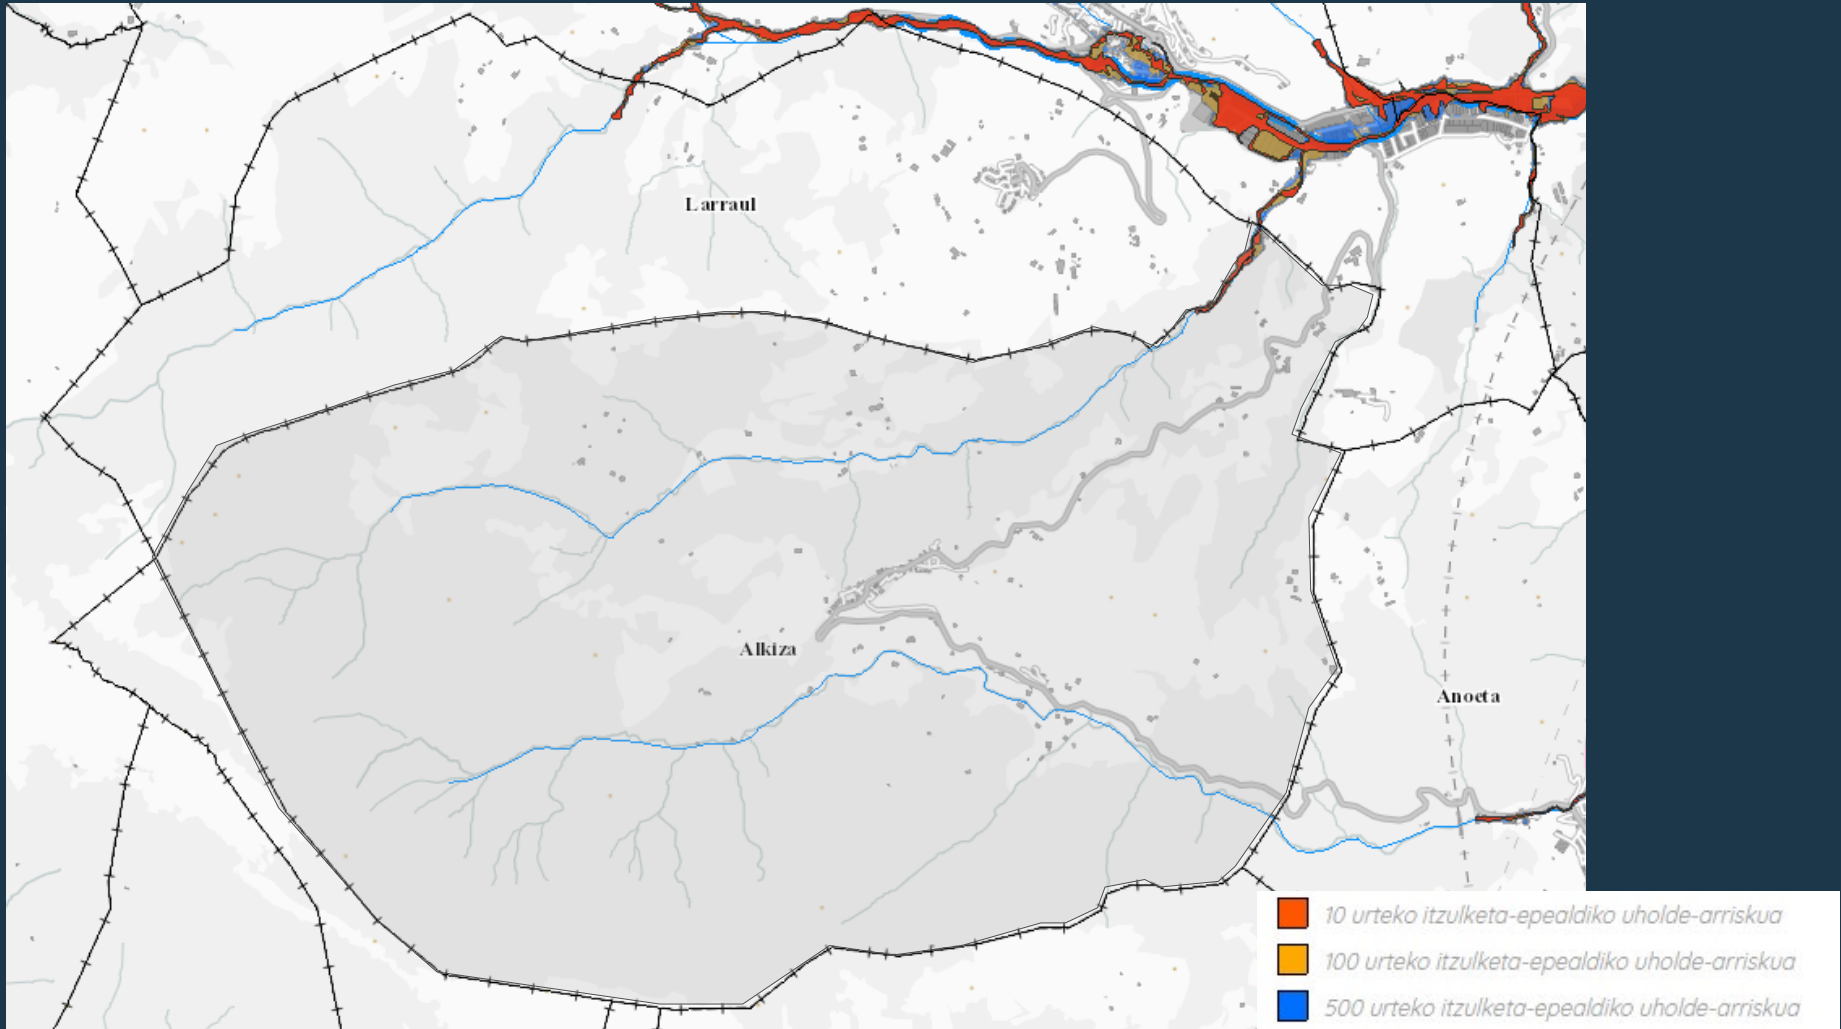 Larraul
Alkiza
Anoeta
10 urteko itzulketa-epealdiko uholde-arriskua
100 urteko itzulketa-epealdiko uholde-arriskua
500 urteko itzulketa-epealdiko uholde-arriskua